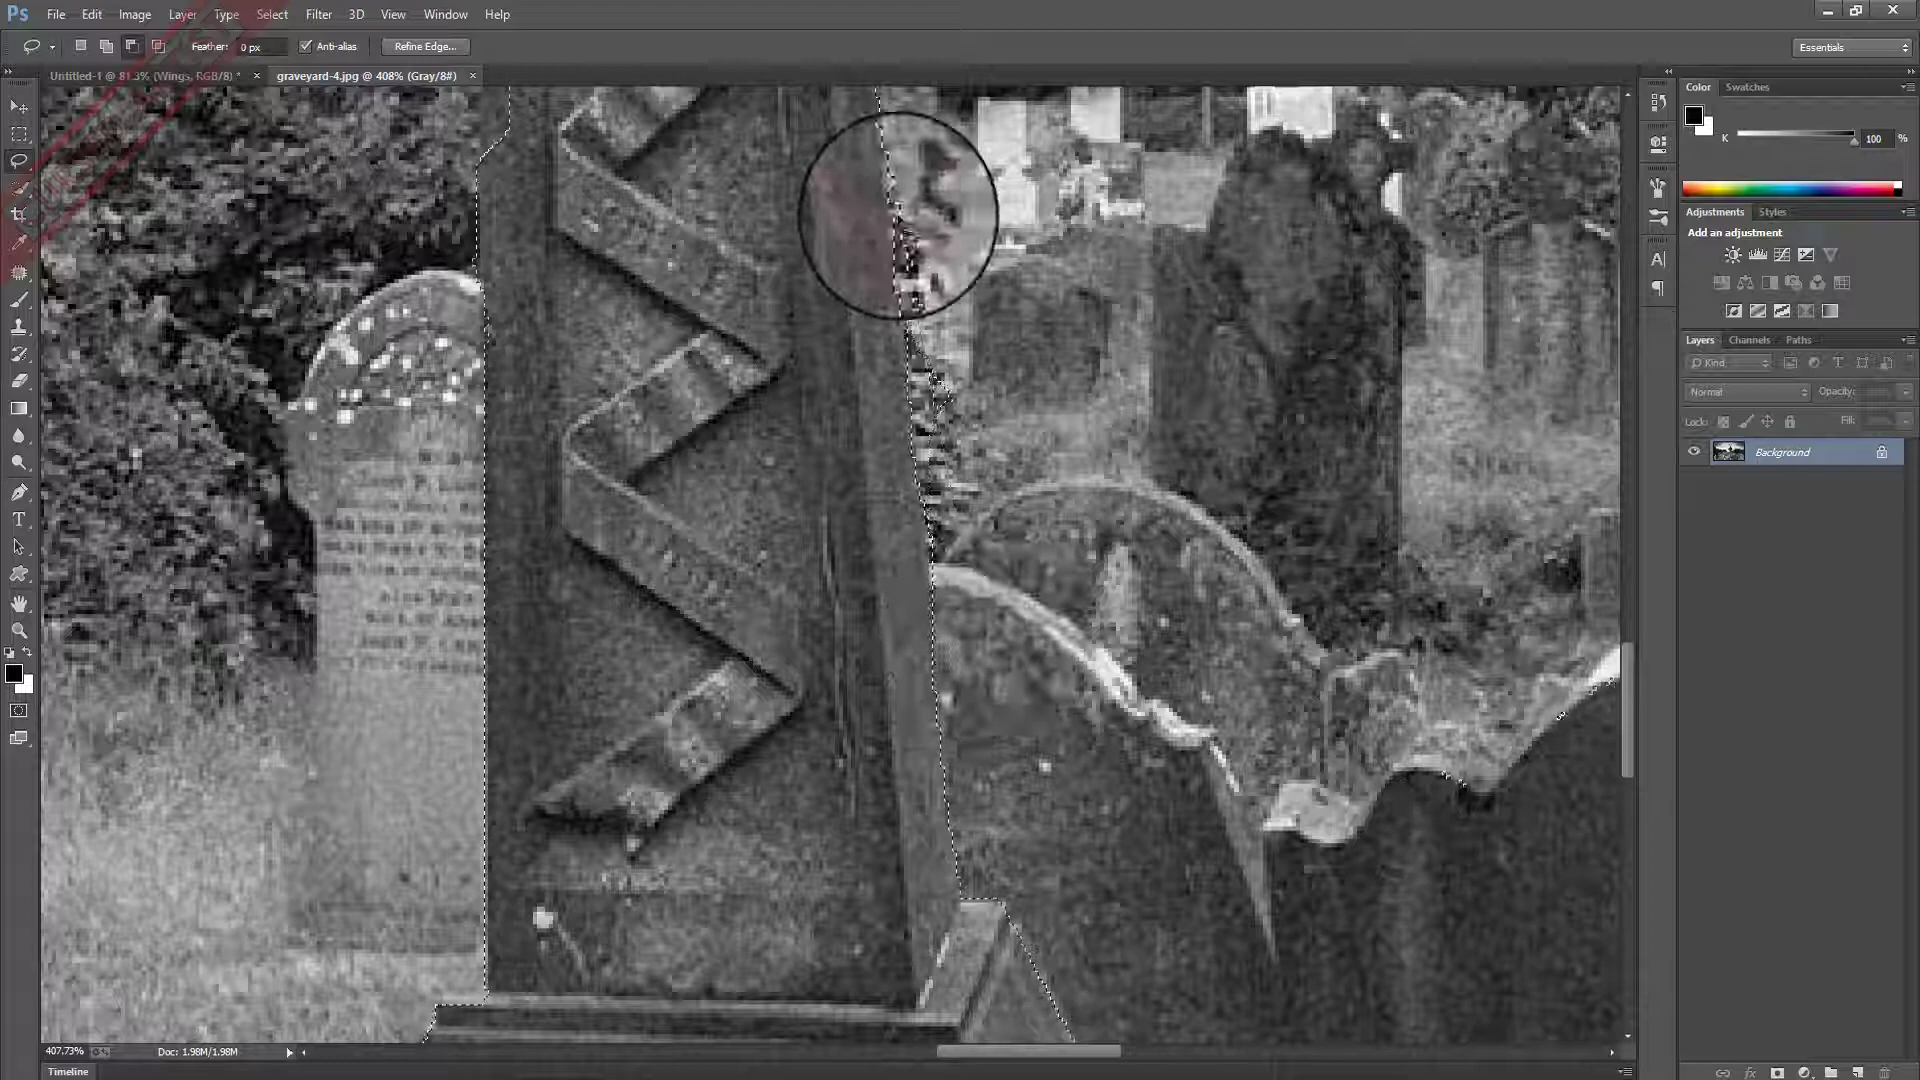 Ps File Edit Image Layer Type Select Filter 3D View Window Help
Feather: 0 px Anti-alias Refine Edge... Essentials
Untitled-1 @ 81.3% (Wings, RGB/8) * × graveyard-4.jpg @ 408% (Gray/8#) ×
Color Swatches
K 100 %
Adjustments Styles
Add an adjustment
Layers Channels Paths
Kind
Normal Opacity:
Lock: Fill:
Background
407.73% Doc: 1.98M/1.98M
Timeline